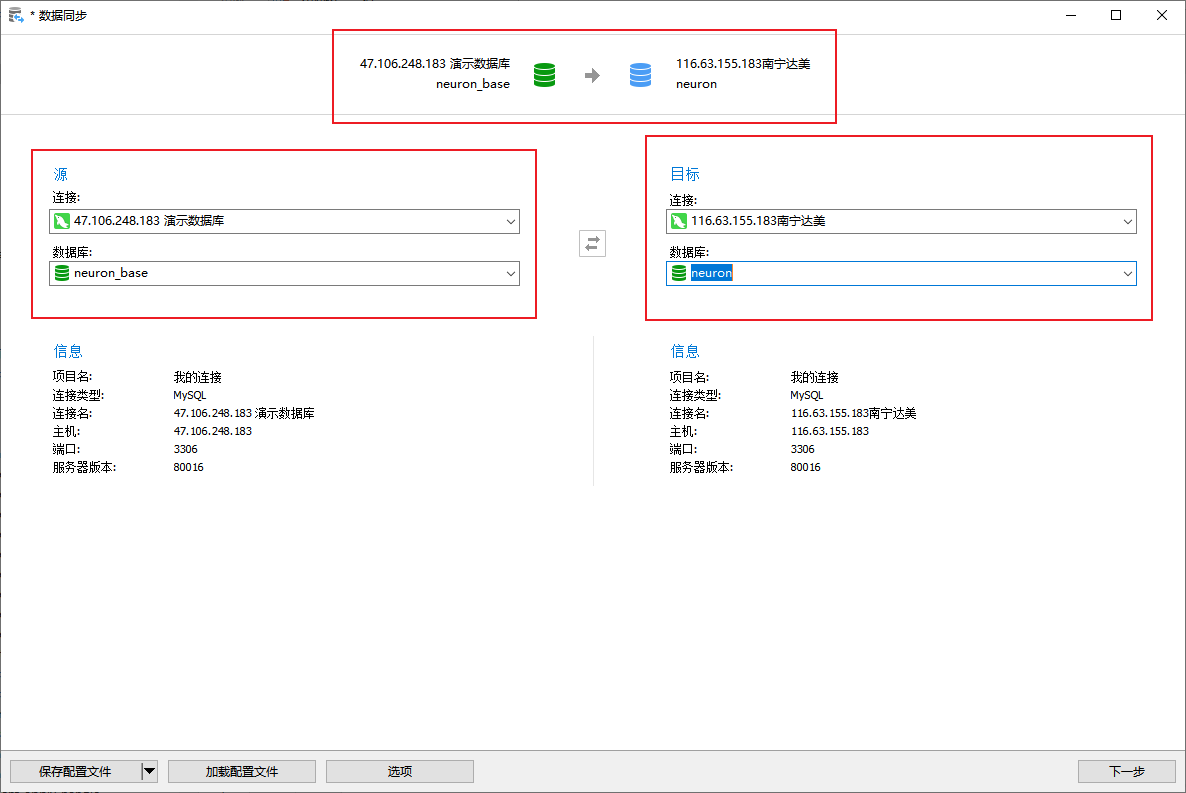 * 数据同步
47.106.248.183 演示数据库
neuron_base
116.63.155.183南宁达美
neuron
源
连接:
47.106.248.183 演示数据库
数据库:
neuron_base
目标
连接:
116.63.155.183南宁达美
数据库:
neuron
信息
项目名: 我的连接
连接类型: MySQL
连接名: 47.106.248.183 演示数据库
主机: 47.106.248.183
端口: 3306
服务器版本: 80016
信息
项目名: 我的连接
连接类型: MySQL
连接名: 116.63.155.183南宁达美
主机: 116.63.155.183
端口: 3306
服务器版本: 80016
保存配置文件
加载配置文件
选项
下一步